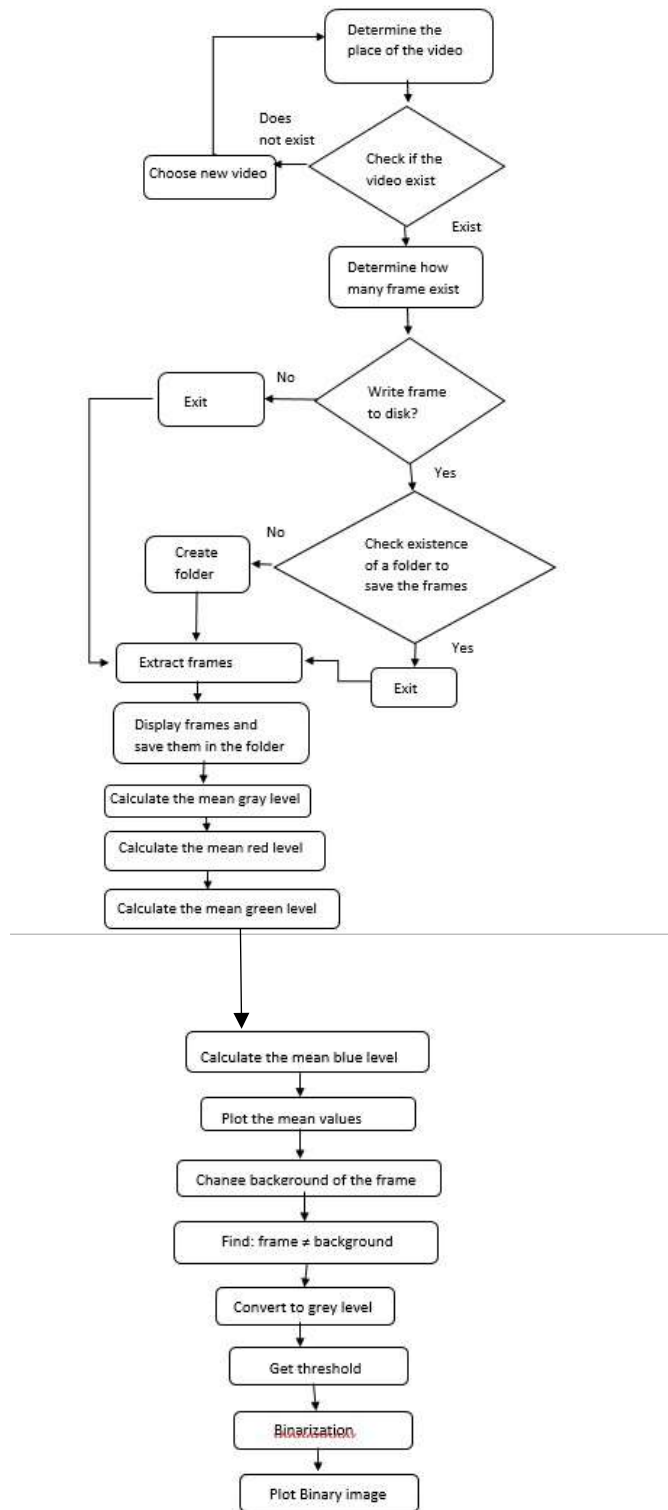 Determine the
place of the video
Does
not exist
Choose new video
Check if the
video exist
Exist
Determine how
many frame exist
No
Exit
Write frame
to disk?
Yes
No
Create
folder
Check existence
of a folder to
save the frames
Yes
Extract frames
Exit
Display frames and
save them in the folder
Calculate the mean gray level
Calculate the mean red level
Calculate the mean green level
Calculate the mean blue level
Plot the mean values
Change background of the frame
Find: frame ≠ background
Convert to grey level
Get threshold
Binarization
Plot Binary image